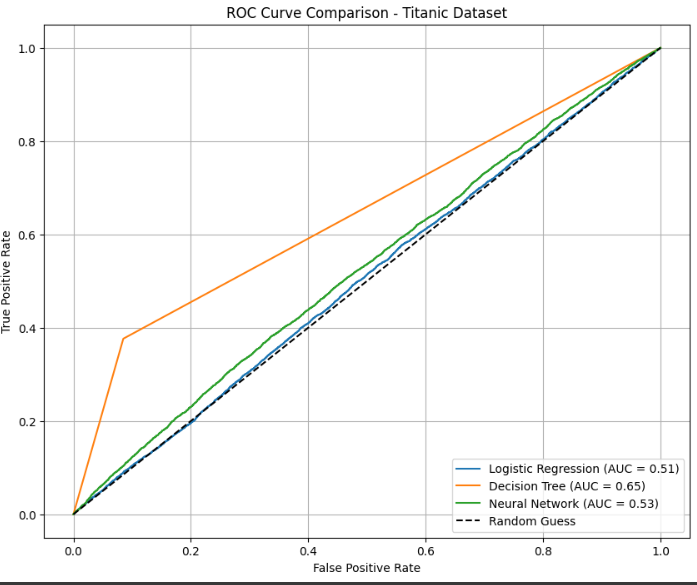 ROC Curve Comparison - Titanic Dataset
True Positive Rate
1.0
0.8
0.6
0.4
0.2
0.0
Logistic Regression (AUC = 0.51)
Decision Tree (AUC = 0.65)
Neural Network (AUC = 0.53)
Random Guess
0.0 0.2 0.4 0.6 0.8 1.0
False Positive Rate